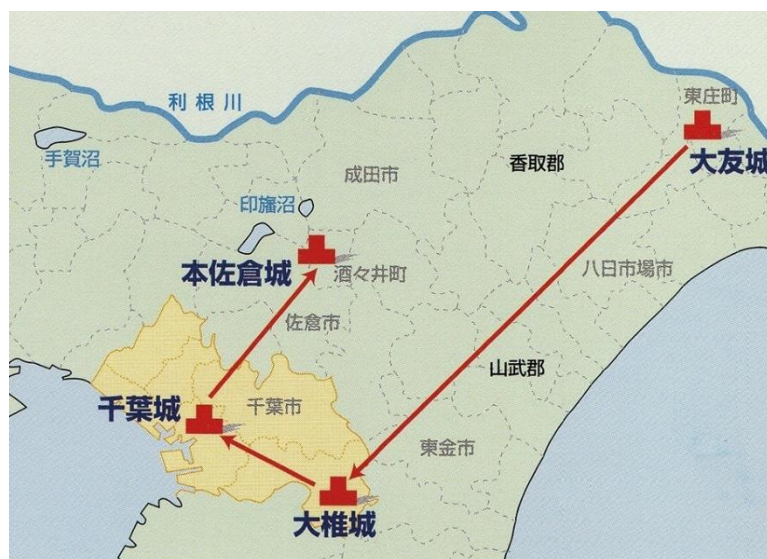 利根川
東庄町
手賀沼
成田市
香取郡
大友城
印旛沼
本佐倉城
酒々井町
八日市場市
佐倉市
山武郡
千葉城
千葉市
東金市
大椎城